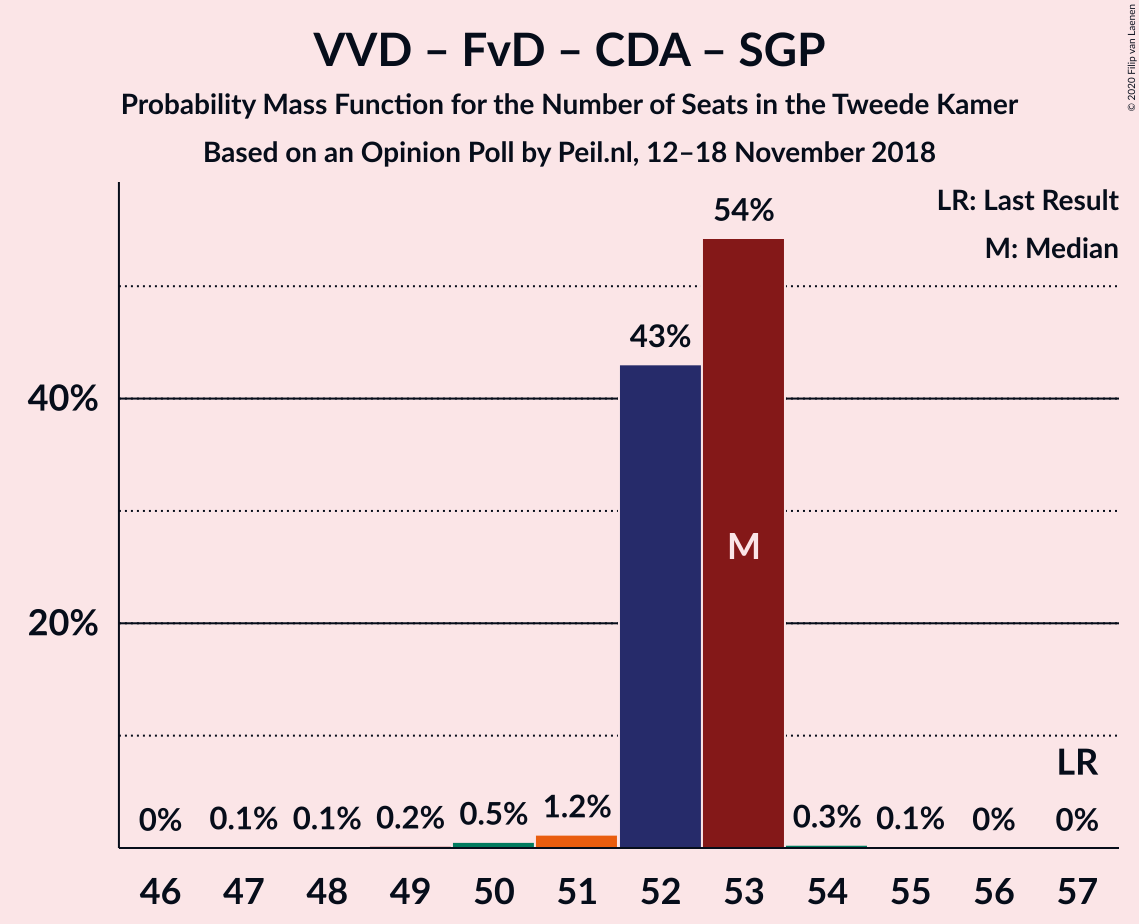 VVD – FvD – CDA – SGP
Probability Mass Function for the Number of Seats in the Tweede Kamer
Based on an Opinion Poll by Peil.nl, 12–18 November 2018
© 2020 Filip van Laenen
LR: Last Result
M: Median
54%
43%
40%
M
20%
LR
0% 0.1% 0.1% 0.2% 0.5% 1.2% 0.3% 0.1% 0% 0%
46 47 48 49 50 51 52 53 54 55 56 57